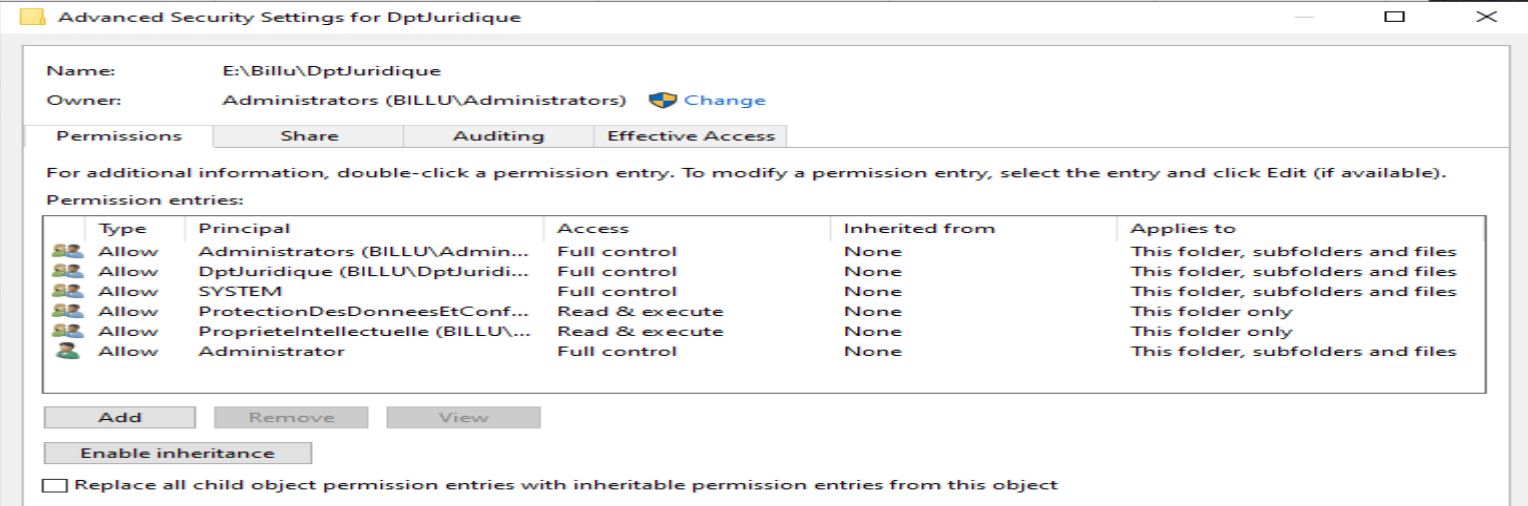 Advanced Security Settings for DptJuridique
Name: E:\Billu\DptJuridique
Owner: Administrators (BILLU\Administrators) Change
Permissions Share Auditing Effective Access
For additional information, double-click a permission entry. To modify a permission entry, select the entry and click Edit (if available).
Permission entries:
Type Principal Access Inherited from Applies to
Allow Administrators (BILLU\Admin... Full control None This folder, subfolders and files
Allow DptJuridique (BILLU\DptJuridi... Full control None This folder, subfolders and files
Allow SYSTEM Full control None This folder, subfolders and files
Allow ProtectionDesDonneesEtConf... Read & execute None This folder only
Allow ProprieteIntellectuelle (BILLU\... Read & execute None This folder only
Allow Administrator Full control None This folder, subfolders and files
Add Remove View
Enable inheritance
Replace all child object permission entries with inheritable permission entries from this object